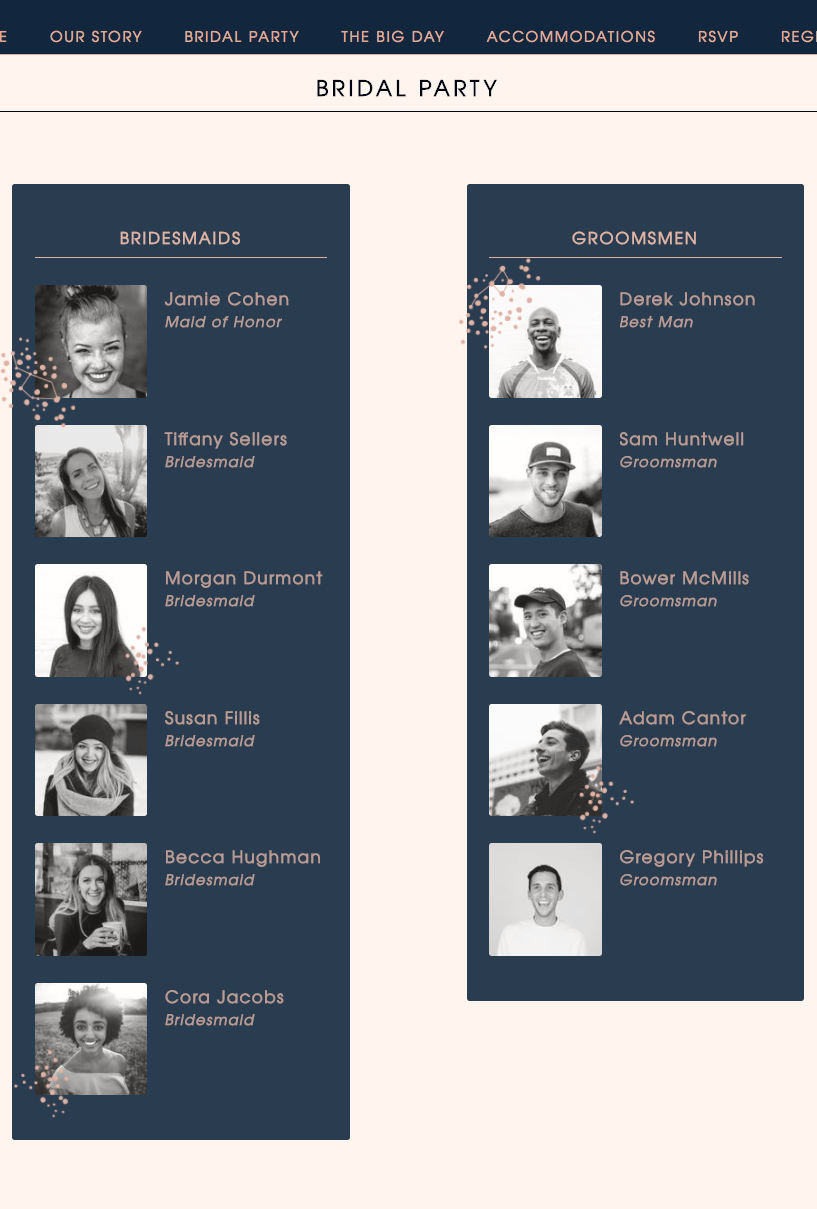 E OUR STORY BRIDAL PARTY THE BIG DAY ACCOMMODATIONS RSVP REG
BRIDAL PARTY
BRIDESMAIDS
Jamie Cohen
Maid of Honor
Tiffany Sellers
Bridesmaid
Morgan Durmont
Bridesmaid
Susan Fillis
Bridesmaid
Becca Hughman
Bridesmaid
Cora Jacobs
Bridesmaid
GROOMSMEN
Derek Johnson
Best Man
Sam Huntwell
Groomsman
Bower McMills
Groomsman
Adam Cantor
Groomsman
Gregory Phillips
Groomsman